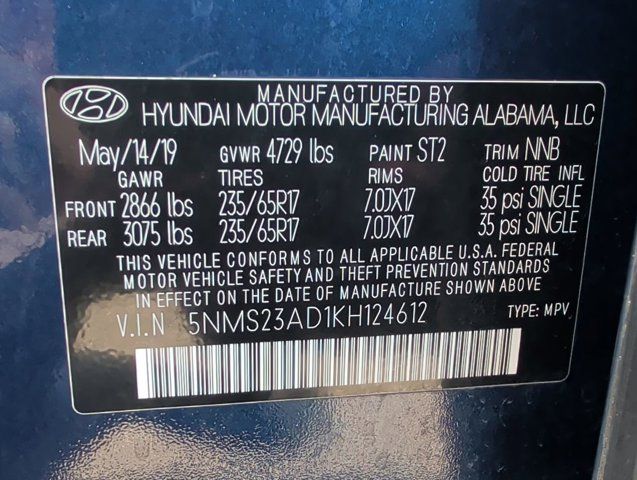 MANUFACTURED BY
HYUNDAI MOTOR MANUFACTURING ALABAMA, LLC
May/14/19 GVWR 4729 lbs PAINT ST2 TRIM NNB
GAWR TIRES RIMS COLD TIRE INFL
FRONT 2866 lbs 235/65R17 7.0JX17 35 psi SINGLE
REAR 3075 lbs 235/65R17 7.0JX17 35 psi SINGLE
THIS VEHICLE CONFORMS TO ALL APPLICABLE U.S.A. FEDERAL
MOTOR VEHICLE SAFETY AND THEFT PREVENTION STANDARDS
IN EFFECT ON THE DATE OF MANUFACTURE SHOWN ABOVE
V.I.N 5NMS23AD1KH124612 TYPE: MPV